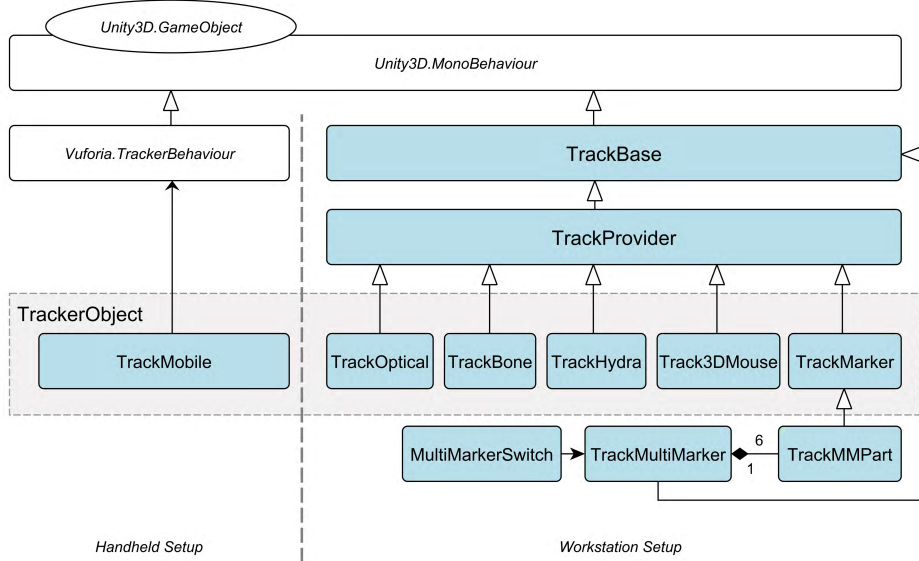 Unity3D.GameObject
Unity3D.MonoBehaviour
Vuforia.TrackerBehaviour
TrackBase
TrackProvider
TrackerObject
TrackMobile
TrackOptical
TrackBone
TrackHydra
Track3DMouse
TrackMarker
MultiMarkerSwitch
TrackMultiMarker
6
1
TrackMMPart
Handheld Setup
Workstation Setup